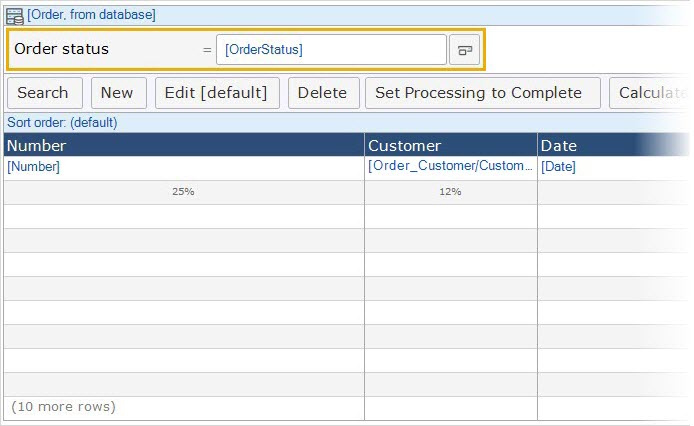 [Order, from database]
Order status = [OrderStatus]
Search New Edit [default] Delete Set Processing to Complete Calculate
Sort order: (default)
Number Customer Date
[Number] [Order_Customer/Custom... [Date]
25% 12%
(10 more rows)